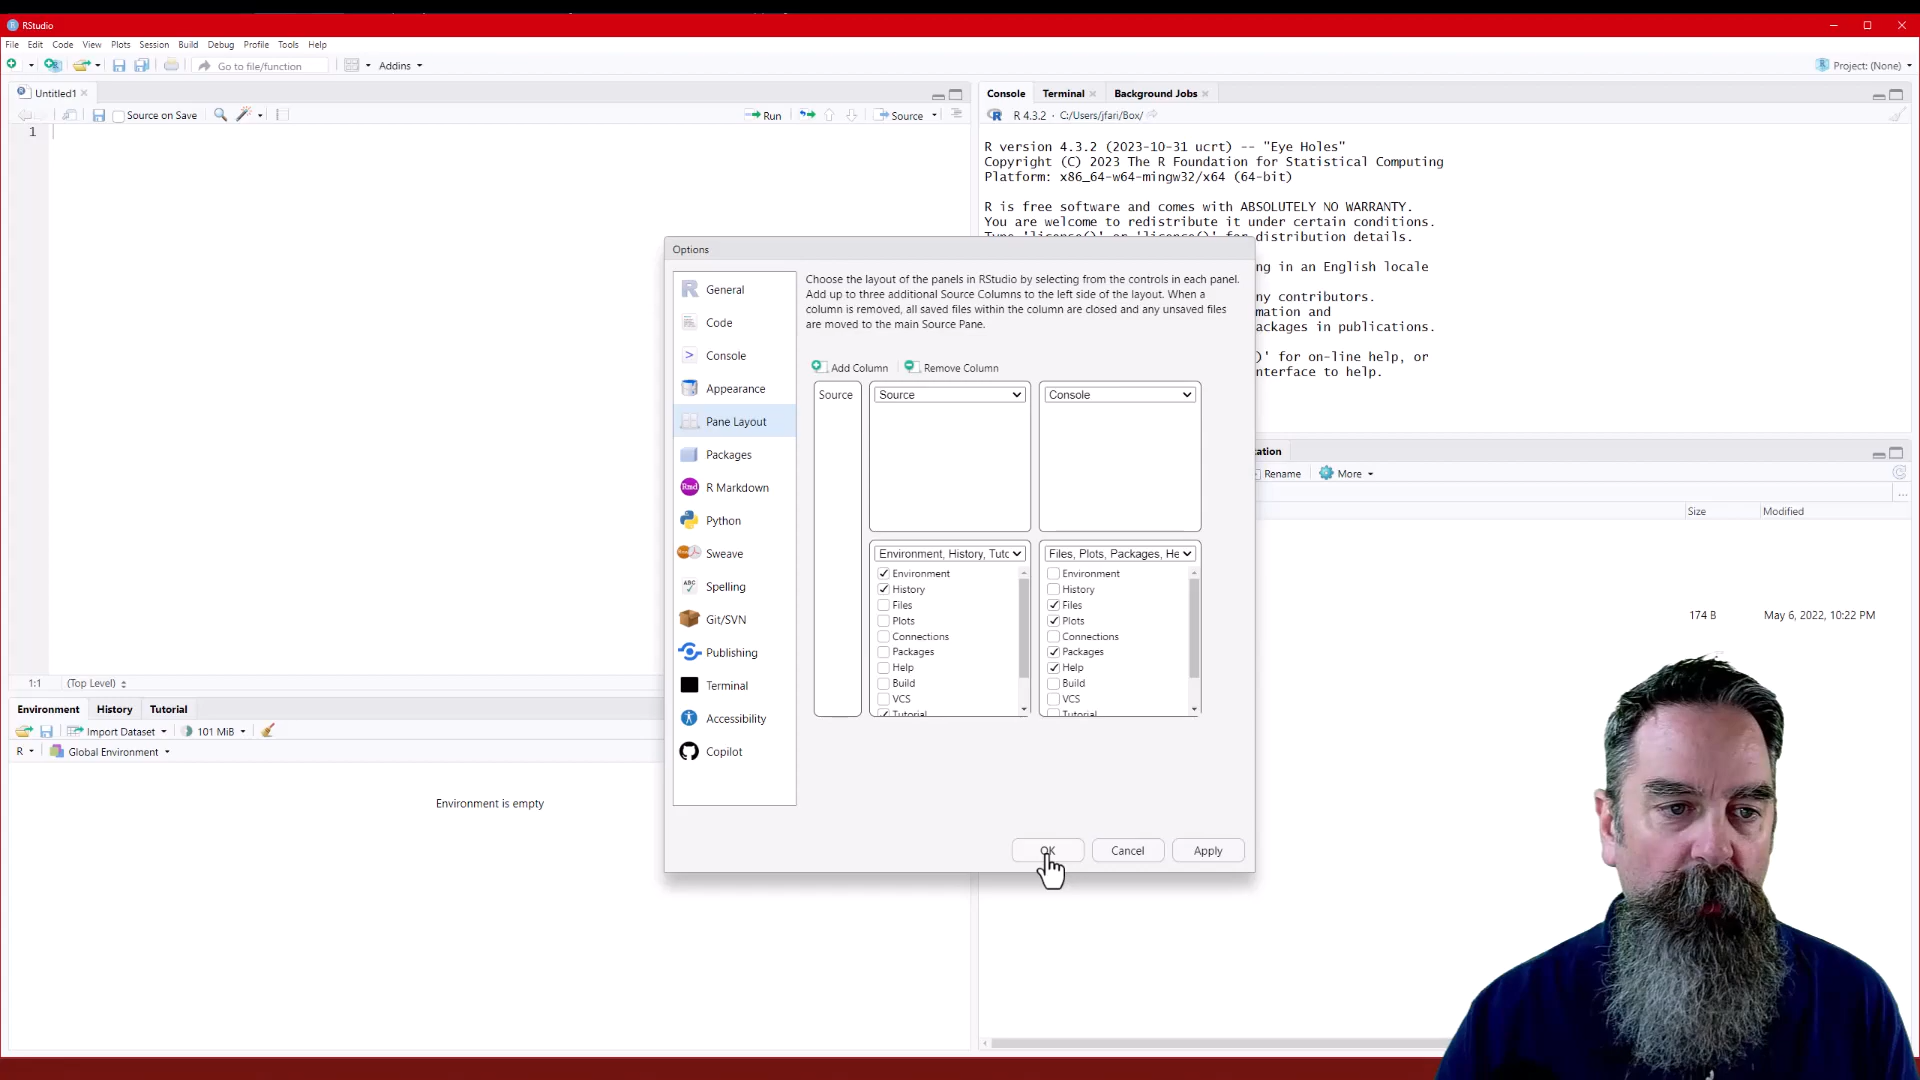 RStudio
File Edit Code View Plots Session Build Debug Profile Tools Help
Go to file/function Addins Project: (None)
Untitled1
Source on Save Run Source
1
1:1 (Top Level)
Environment History Tutorial
Import Dataset 101 MiB
R Global Environment
Environment is empty
Console Terminal Background Jobs
R 4.3.2 · C:/Users/jfari/Box/
R version 4.3.2 (2023-10-31 ucrt) -- "Eye Holes"
Copyright (C) 2023 The R Foundation for Statistical Computing
Platform: x86_64-w64-mingw32/x64 (64-bit)
R is free software and comes with ABSOLUTELY NO WARRANTY.
You are welcome to redistribute it under certain conditions.
Type 'license()' or 'licence()' for distribution details.
ng in an English locale
ny contributors.
mation and
ackages in publications.
)' for on-line help, or
nterface to help.
tation
Rename More
...
Size Modified
174 B May 6, 2022, 10:22 PM
Options
General
Code
Console
Appearance
Pane Layout
Packages
Rmd R Markdown
Python
Sweave
ABC Spelling
Git/SVN
Publishing
Terminal
Accessibility
Copilot
Choose the layout of the panels in RStudio by selecting from the controls in each panel.
Add up to three additional Source Columns to the left side of the layout. When a
column is removed, all saved files within the column are closed and any unsaved files
are moved to the main Source Pane.
Add Column Remove Column
Source
Source
Console
Environment, History, Tuto
Environment
History
Files
Plots
Connections
Packages
Help
Build
VCS
Tutorial
Files, Plots, Packages, He
Environment
History
Files
Plots
Connections
Packages
Help
Build
VCS
Tutorial
OK Cancel Apply